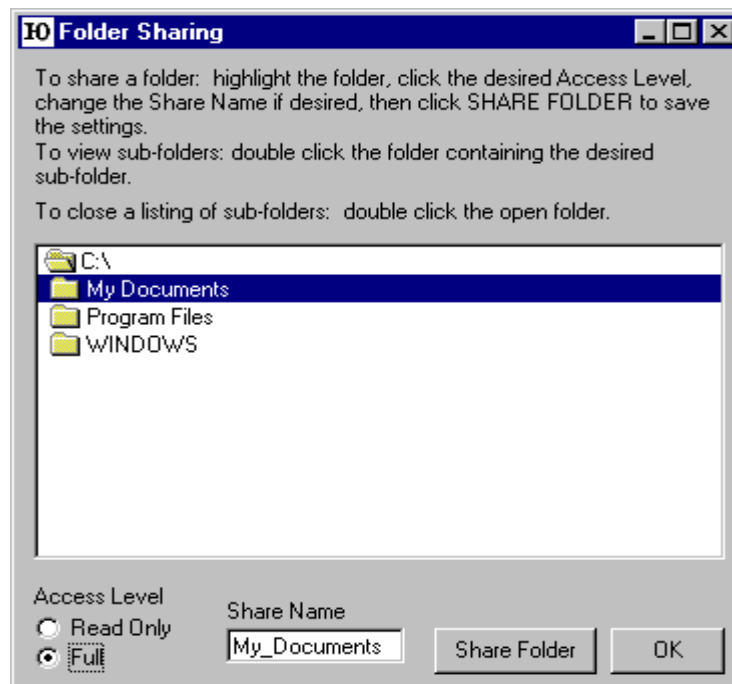 IO Folder Sharing
To share a folder: highlight the folder, click the desired Access Level,
change the Share Name if desired, then click SHARE FOLDER to save
the settings.
To view sub-folders: double click the folder containing the desired
sub-folder.
To close a listing of sub-folders: double click the open folder.
C:\
My Documents
Program Files
WINDOWS
Access Level
Read Only
Full
Share Name
My_Documents
Share Folder
OK